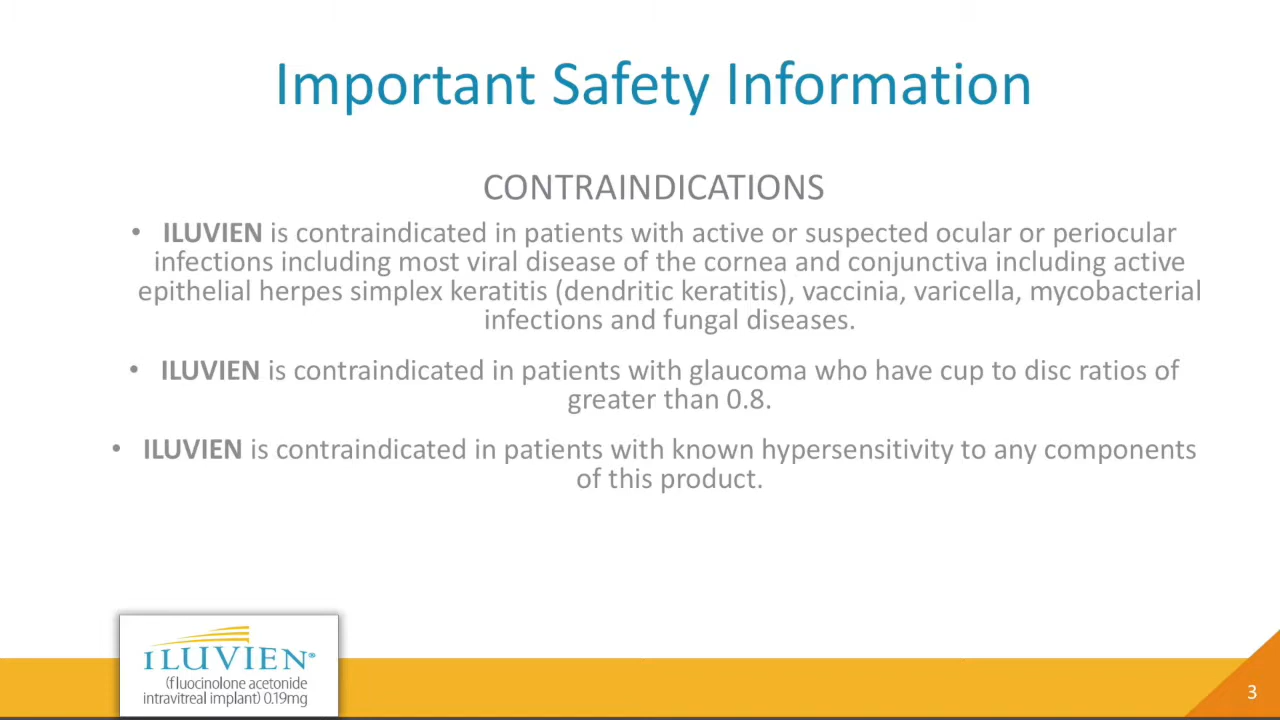 Important Safety Information
CONTRAINDICATIONS
• ILUVIEN is contraindicated in patients with active or suspected ocular or periocular
infections including most viral disease of the cornea and conjunctiva including active
epithelial herpes simplex keratitis (dendritic keratitis), vaccinia, varicella, mycobacterial
infections and fungal diseases.
• ILUVIEN is contraindicated in patients with glaucoma who have cup to disc ratios of
greater than 0.8.
• ILUVIEN is contraindicated in patients with known hypersensitivity to any components
of this product.
ILUVIEN®
(fluocinolone acetonide
intravitreal implant) 0.19mg
3